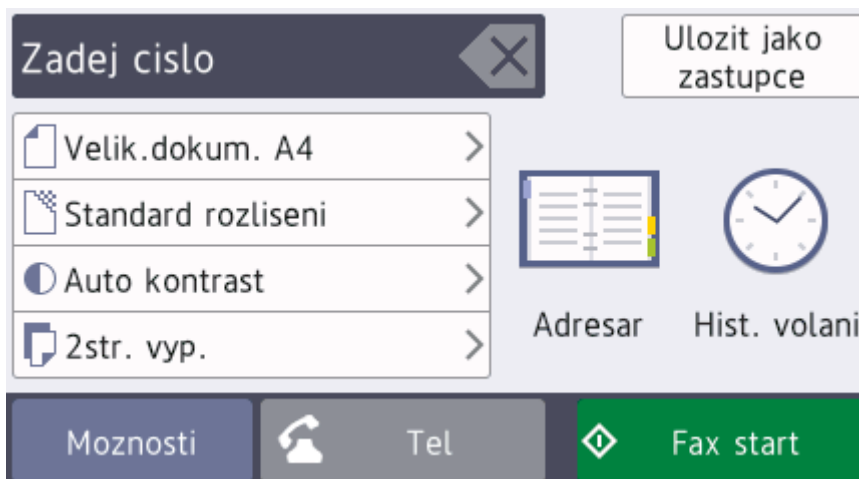 Zadej cislo
Ulozit jako
zastupce
Velik.dokum. A4
Standard rozliseni
Auto kontrast
2str. vyp.
Adresar
Hist. volani
Moznosti
Tel
Fax start